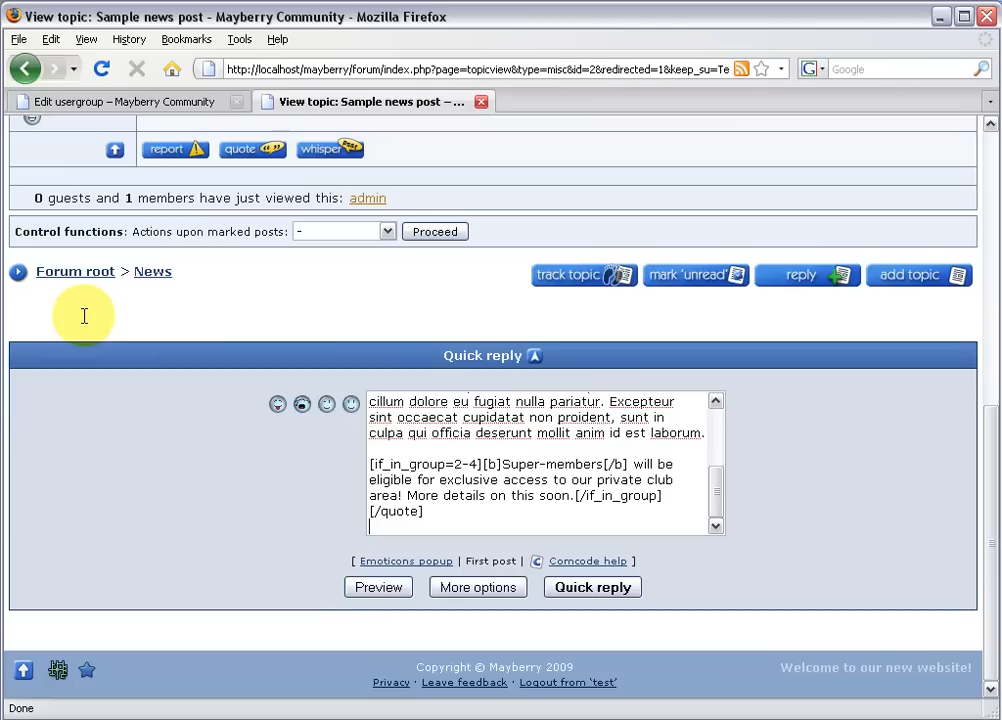 View topic: Sample news post - Mayberry Community - Mozilla Firefox
File Edit View History Bookmarks Tools Help
http://localhost/mayberry/forum/index.php?page=topicview&type=misc&id=2&redirected=1&keep_su=Te
G Google
Edit usergroup – Mayberry Community
View topic: Sample news post – ...
report quote whisper
0 guests and 1 members have just viewed this: admin
Control functions: Actions upon marked posts: - Proceed
Forum root > News track topic mark 'unread' reply add topic
Quick reply
cillum dolore eu fugiat nulla pariatur. Excepteur
sint occaecat cupidatat non proident, sunt in
culpa qui officia deserunt mollit anim id est laborum.
[if_in_group=2-4][b]Super-members[/b] will be
eligible for exclusive access to our private club
area! More details on this soon.[/if_in_group]
[/quote]
[ Emoticons popup | First post | Comcode help ]
Preview More options Quick reply
Copyright © Mayberry 2009
Welcome to our new website!
Privacy · Leave feedback · Logout from 'test'
Done